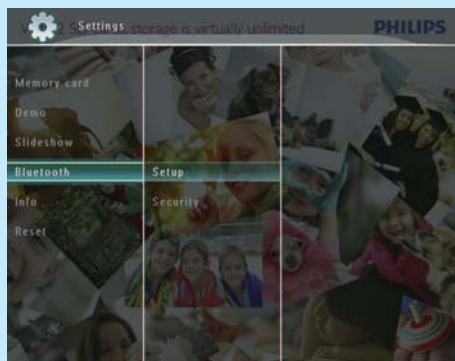 Settings
storage is virtually unlimited
PHILIPS
Memory card
Demo
Slideshow
Bluetooth
Setup
Info
Security
Reset